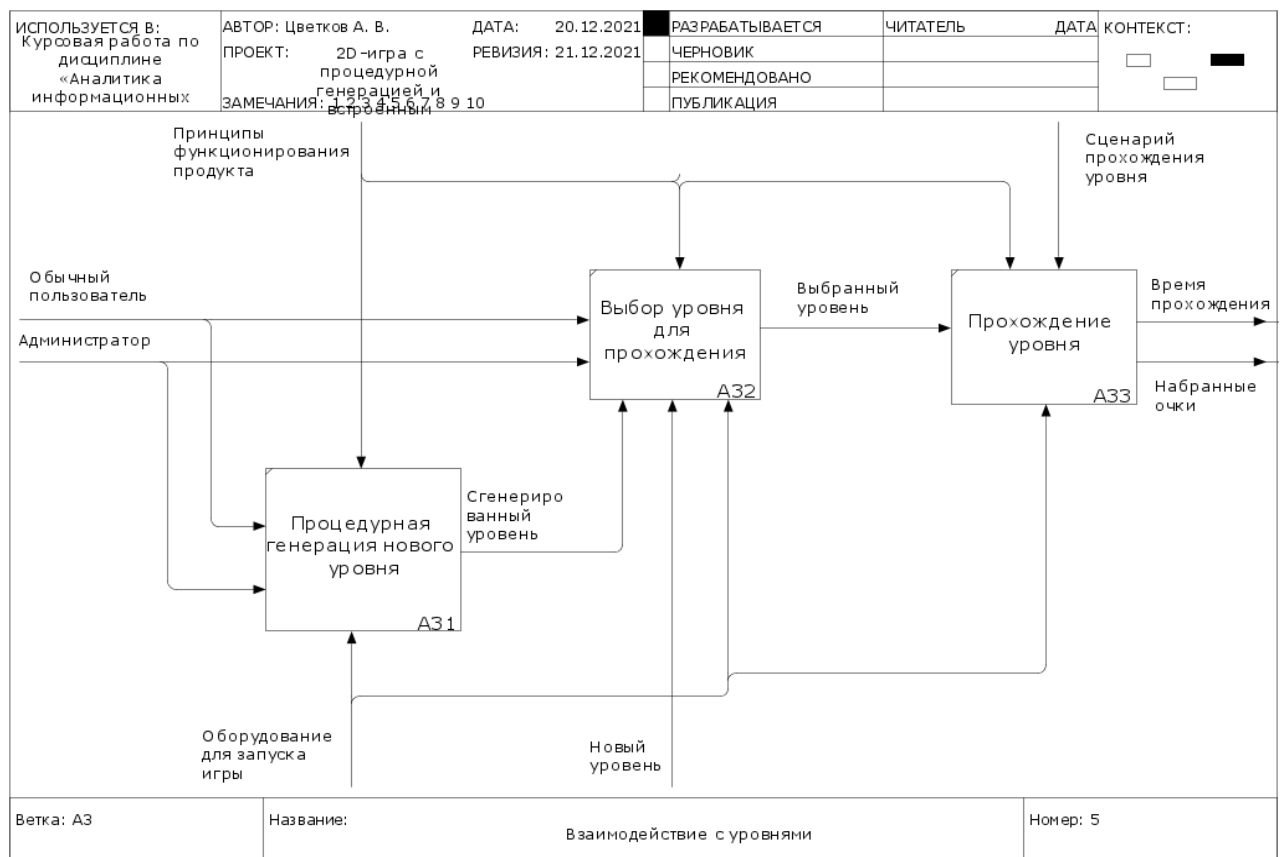 ИСПОЛЬЗУЕТСЯ В:
Курсовая работа по
дисциплине
«Аналитика
информационных
АВТОР: Цветков А. В.
ДАТА: 20.12.2021
ПРОЕКТ: 2D-игра с
процедурной
генерацией и
встроенным
РЕВИЗИЯ: 21.12.2021
ЗАМЕЧАНИЯ: 1 2 3 4 5 6 7 8 9 10
РАЗРАБАТЫВАЕТСЯ
ЧЕРНОВИК
РЕКОМЕНДОВАНО
ПУБЛИКАЦИЯ
ЧИТАТЕЛЬ ДАТА
КОНТЕКСТ:
Принципы
функционирования
продукта
Сценарий
прохождения
уровня
Обычный
пользователь
Администратор
Выбор уровня
для
прохождения
A32
Выбранный
уровень
Прохождение
уровня
A33
Время
прохождения
Набранные
очки
Процедурная
генерация нового
уровня
A31
Сгенериро
ванный
уровень
Оборудование
для запуска
игры
Новый
уровень
Ветка: A3
Название:
Взаимодействие с уровнями
Номер: 5